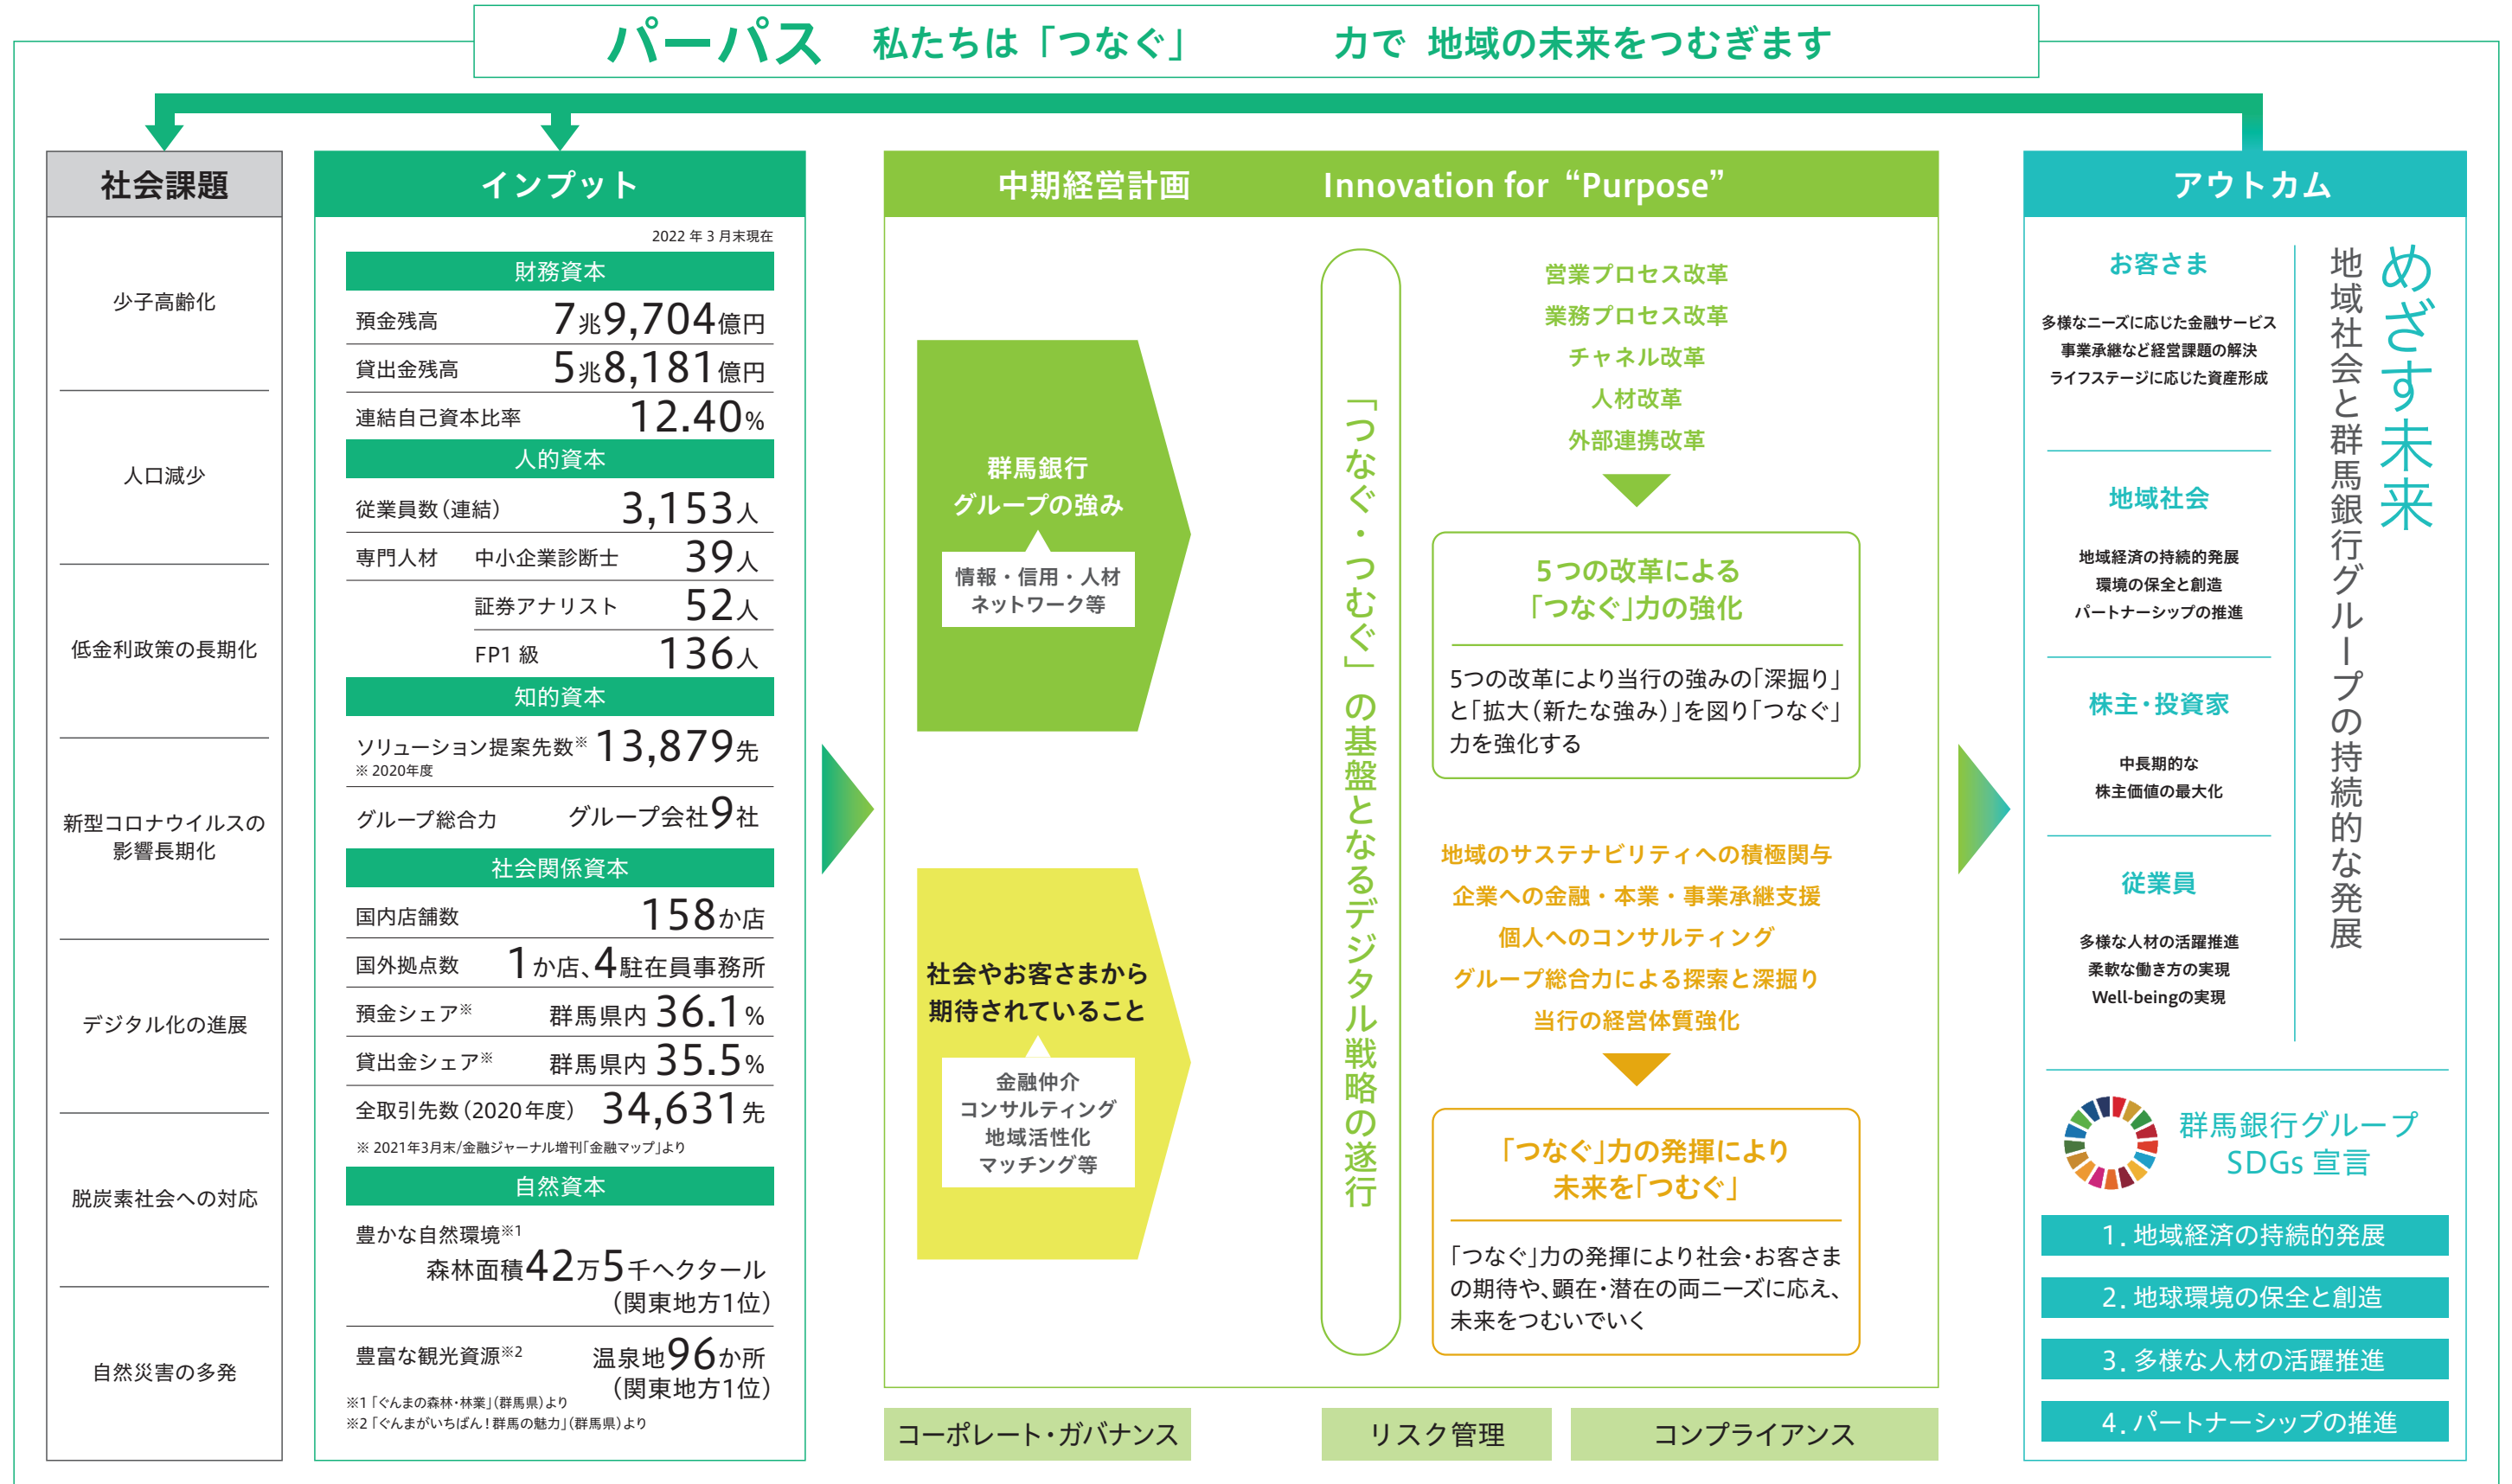 パーパス 私たちは「つなぐ」 力で 地域の未来をつむぎます
社会課題
少子高齢化
人口減少
低金利政策の長期化
新型コロナウイルスの
影響長期化
デジタル化の進展
脱炭素社会への対応
自然災害の多発
インプット
2022 年 3 月末現在
財務資本
預金残高 7兆9,704億円
貸出金残高 5兆8,181億円
連結自己資本比率 12.40%
人的資本
従業員数（連結） 3,153人
専門人材 中小企業診断士 39人
証券アナリスト 52人
FP1 級 136人
知的資本
ソリューション提案先数※ 13,879先
※ 2020年度
グループ総合力 グループ会社9社
社会関係資本
国内店舗数 158か店
国外拠点数 1か店、4駐在員事務所
預金シェア※ 群馬県内 36.1%
貸出金シェア※ 群馬県内 35.5%
全取引先数（2020 年度） 34,631先
※ 2021年3月末/金融ジャーナル増刊「金融マップ」より
自然資本
豊かな自然環境※1
森林面積42万5千ヘクタール
（関東地方1位）
豊富な観光資源※2 温泉地96か所
（関東地方1位）
※1「ぐんまの森林・林業」（群馬県）より
※2「ぐんまがいちばん！群馬の魅力」（群馬県）より
中期経営計画 Innovation for “Purpose”
群馬銀行
グループの強み
情報・信用・人材
ネットワーク等
社会やお客さまから
期待されていること
金融仲介
コンサルティング
地域活性化
マッチング等
「つなぐ・つむぐ」の基盤となるデジタル戦略の遂行
営業プロセス改革
業務プロセス改革
チャネル改革
人材改革
外部連携改革
5つの改革による
「つなぐ」力の強化
5つの改革により当行の強みの「深掘り」
と「拡大（新たな強み）」を図り「つなぐ」
力を強化する
地域のサステナビリティへの積極関与
企業への金融・本業・事業承継支援
個人へのコンサルティング
グループ総合力による探索と深掘り
当行の経営体質強化
「つなぐ」力の発揮により
未来を「つむぐ」
「つなぐ」力の発揮により社会・お客さま
の期待や、顕在・潜在の両ニーズに応え、
未来をつむいでいく
コーポレート・ガバナンス
リスク管理
コンプライアンス
アウトカム
お客さま
多様なニーズに応じた金融サービス
事業承継など経営課題の解決
ライフステージに応じた資産形成
地域社会
地域経済の持続的発展
環境の保全と創造
パートナーシップの推進
株主・投資家
中長期的な
株主価値の最大化
従業員
多様な人材の活躍推進
柔軟な働き方の実現
Well-beingの実現
めざす未来
地域社会と群馬銀行グループの持続的な発展
群馬銀行グループ
SDGs 宣言
1. 地域経済の持続的発展
2. 地球環境の保全と創造
3. 多様な人材の活躍推進
4. パートナーシップの推進